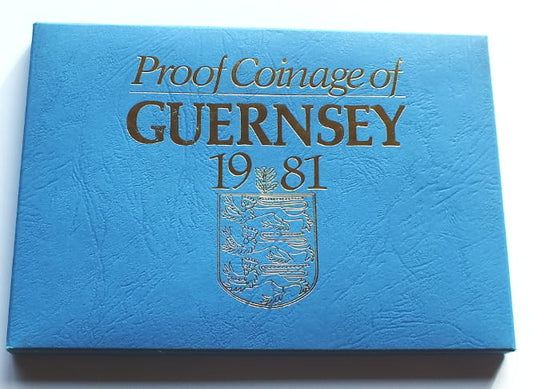 Proof Coinage of
GUERNSEY
19 81